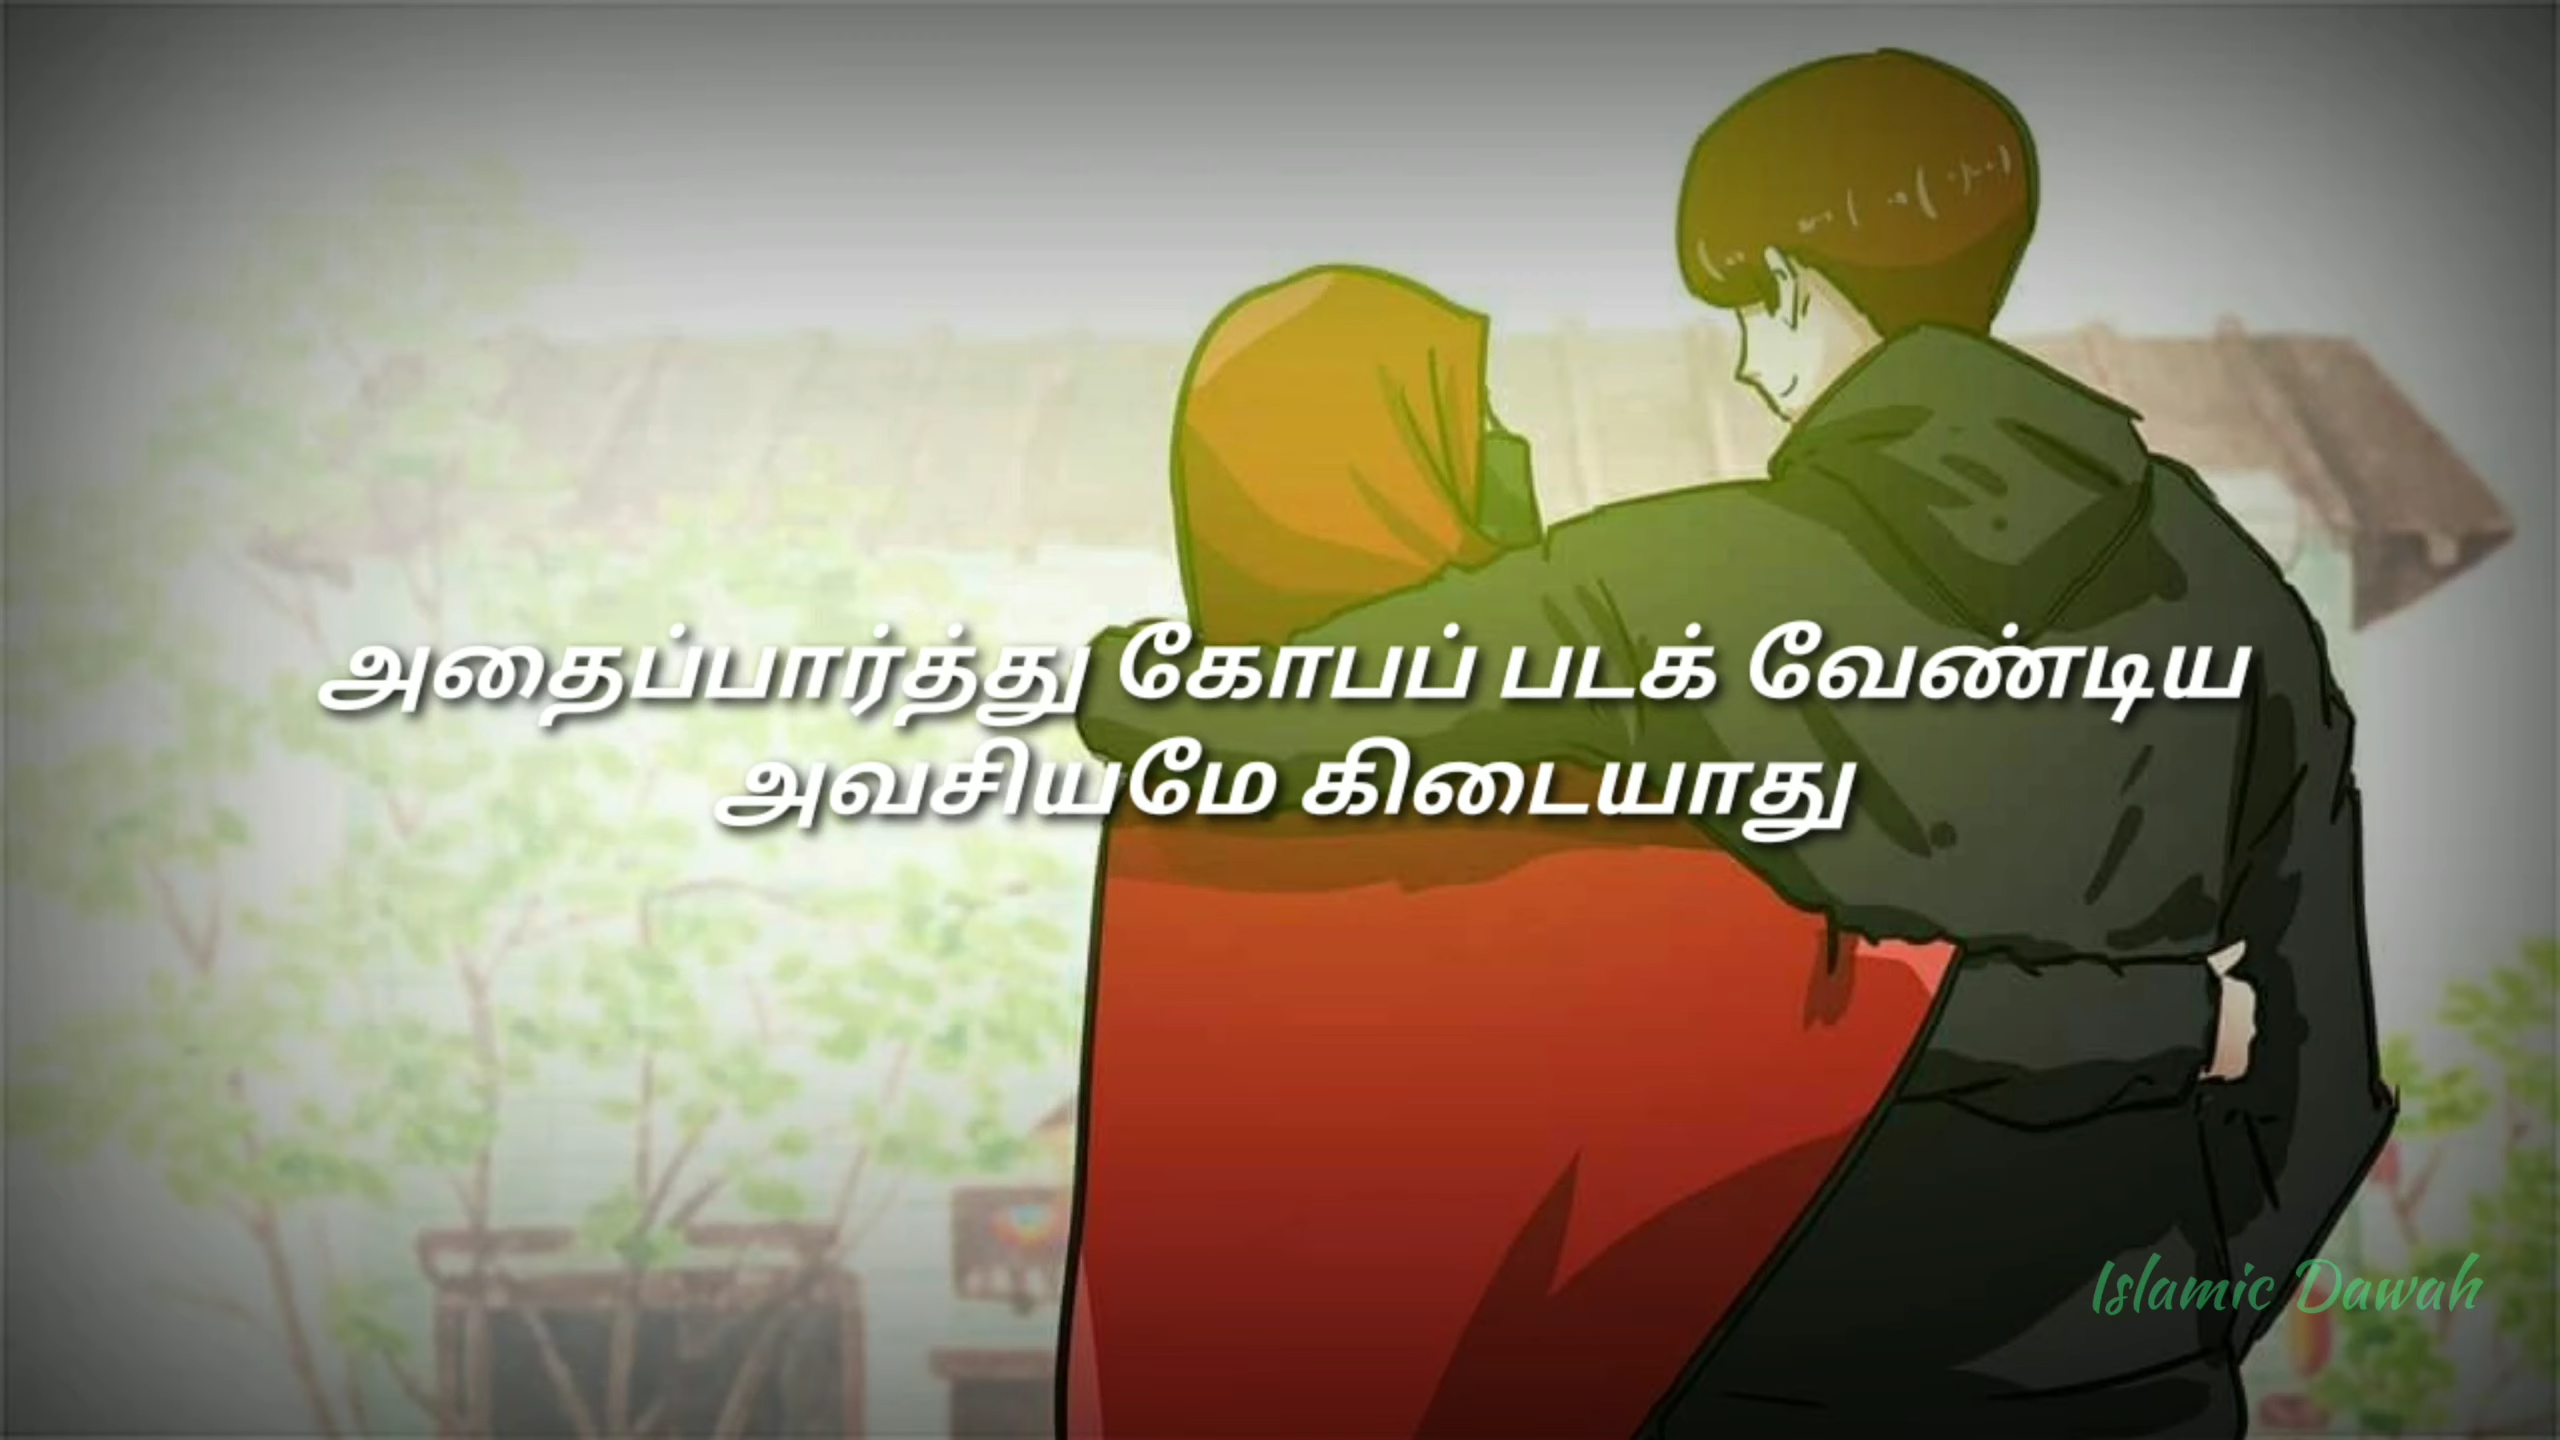 அதைப்பார்த்து கோபப் படக் வேண்டிய
அவசியமே கிடையாது
Islamic Dawah